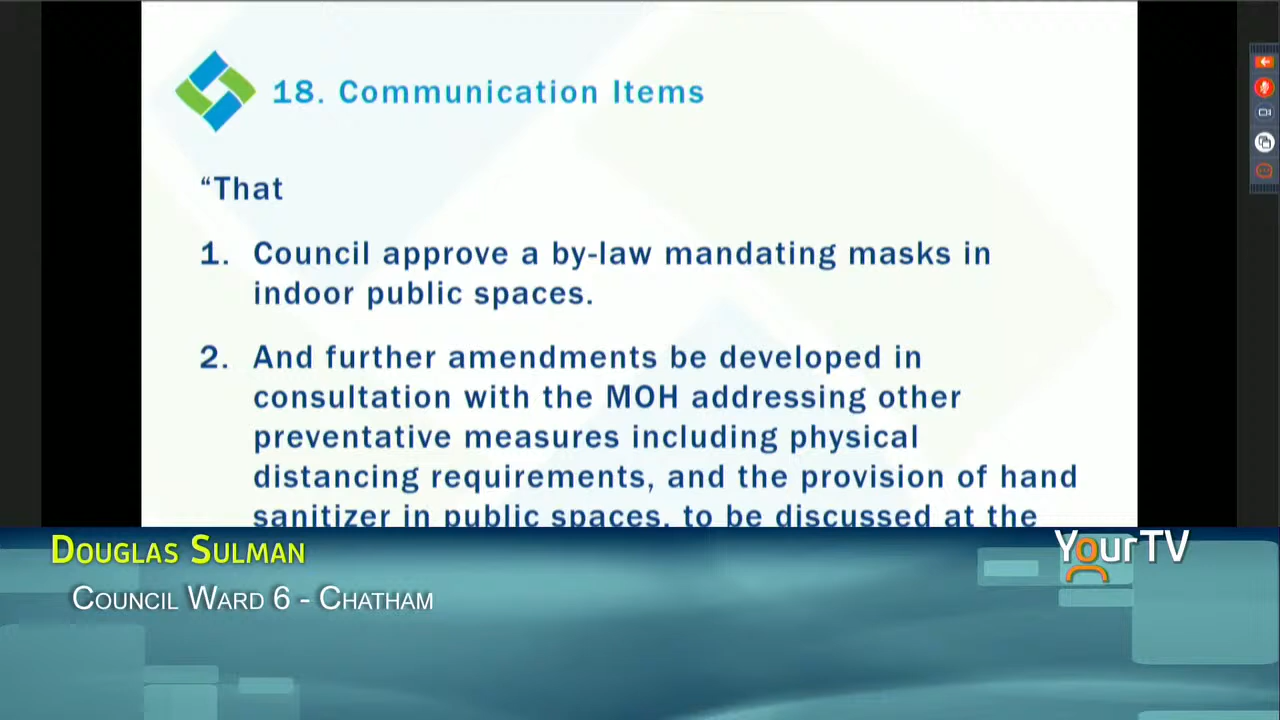 18. Communication Items
“That
1. Council approve a by-law mandating masks in
indoor public spaces.
2. And further amendments be developed in
consultation with the MOH addressing other
preventative measures including physical
distancing requirements, and the provision of hand
sanitizer in public spaces, to be discussed at the
Douglas Sulman
YourTV
Council Ward 6 - Chatham